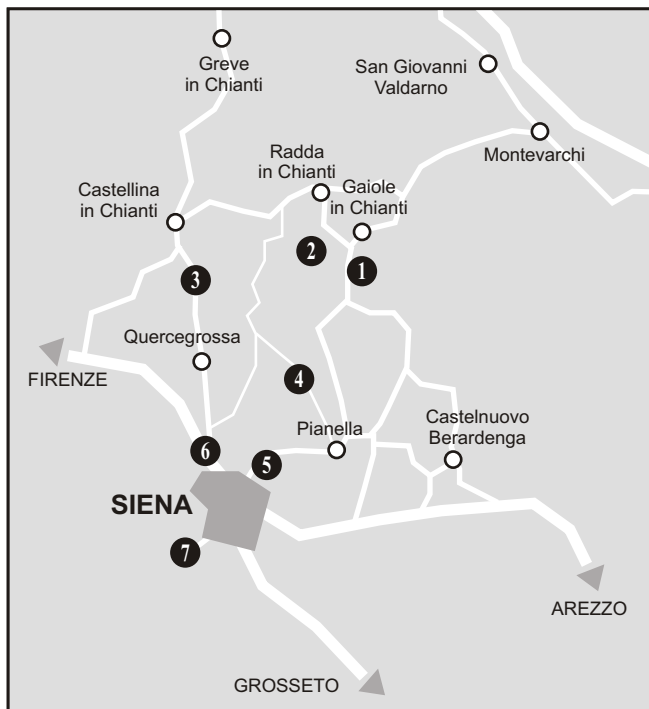 Greve
in Chianti
San Giovanni
Valdarno
Montevarchi
Radda
in Chianti
Gaiole
in Chianti
Castellina
in Chianti
2
1
3
Quercegrossa
FIRENZE
4
Pianella
Castelnuovo
Berardenga
6
5
SIENA
7
AREZZO
GROSSETO